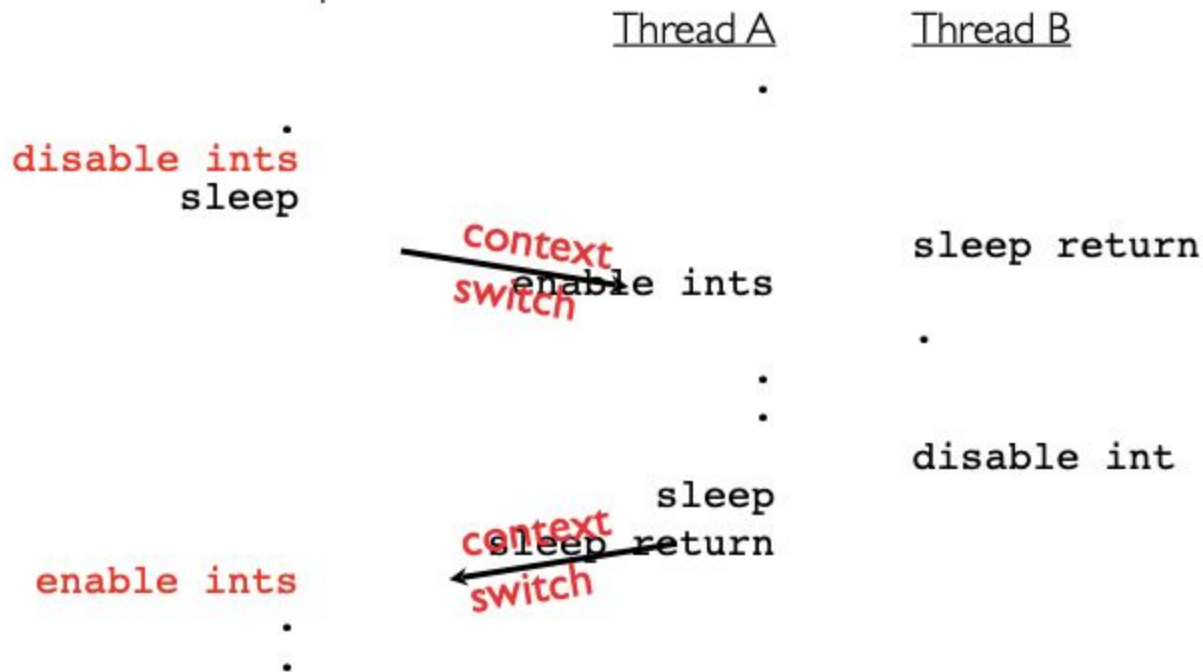 Thread A    Thread B
.
.
disable ints
sleep
context
sleep return
enable ints
switch
.
.
.
disable int
sleep
context
sleep return
enable ints
switch
.
.